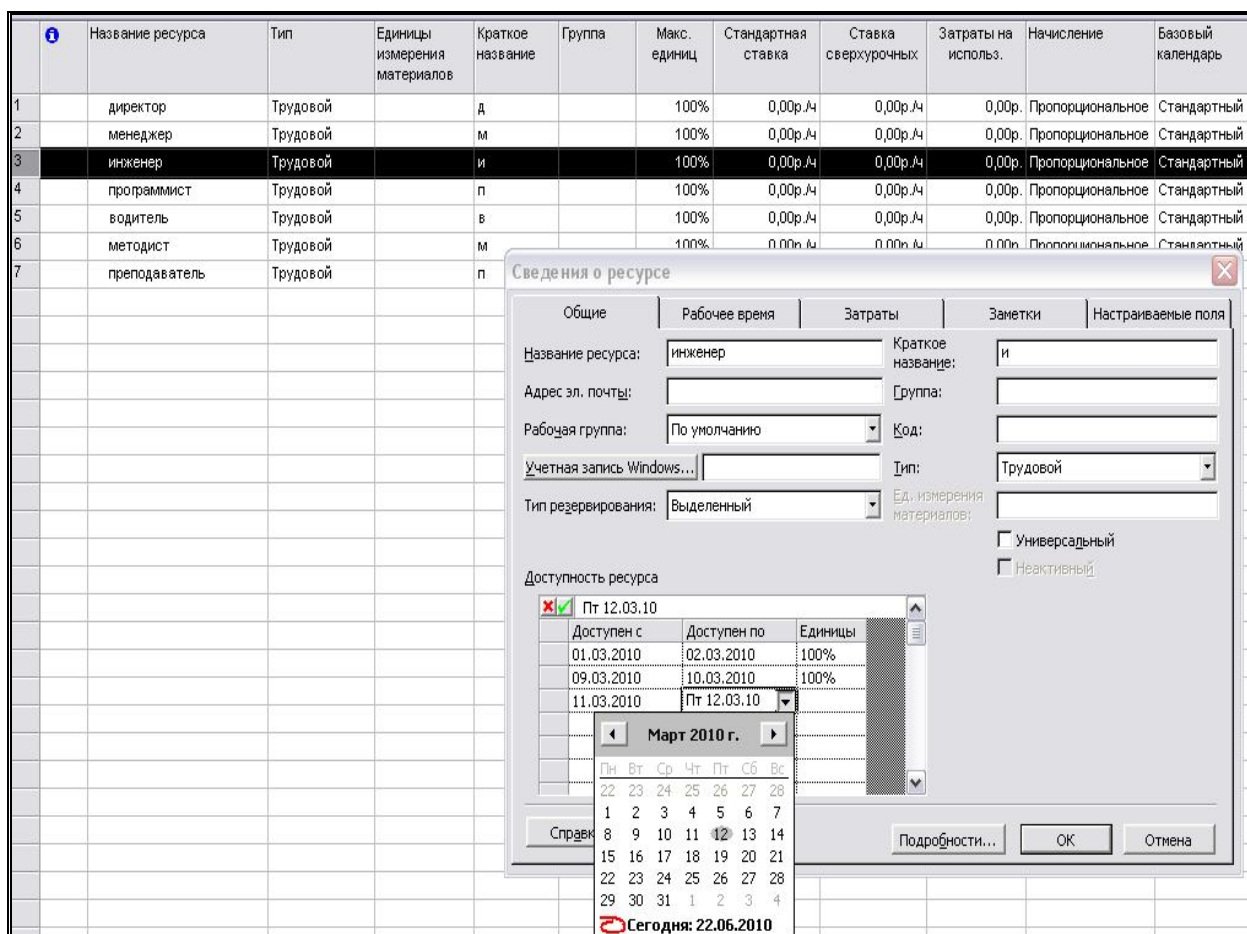 Название ресурса Тип Единицы измерения материалов Краткое название Группа Макс. единиц Стандартная ставка Ставка сверхурочных Затраты на использ. Начисление Базовый календарь
1 директор Трудовой д 100% 0,00р./ч 0,00р./ч 0,00р. Пропорциональное Стандартный
2 менеджер Трудовой м 100% 0,00р./ч 0,00р./ч 0,00р. Пропорциональное Стандартный
3 инженер Трудовой и 100% 0,00р./ч 0,00р./ч 0,00р. Пропорциональное Стандартный
4 программист Трудовой п 100% 0,00р./ч 0,00р./ч 0,00р. Пропорциональное Стандартный
5 водитель Трудовой в 100% 0,00р./ч 0,00р./ч 0,00р. Пропорциональное Стандартный
6 методист Трудовой м 100% 0,00р./ч 0,00р./ч 0,00р. Пропорциональное Стандартный
7 преподаватель Трудовой п
Сведения о ресурсе
Общие Рабочее время Затраты Заметки Настраиваемые поля
Название ресурса: инженер Краткое название: и
Адрес эл. почты: Группа:
Рабочая группа: По умолчанию Код:
Учетная запись Windows... Тип: Трудовой
Тип резервирования: Выделенный Ед. измерения материалов:
Универсальный
Неактивный
Доступность ресурса
Пт 12.03.10
Доступен с Доступен по Единицы
01.03.2010 02.03.2010 100%
09.03.2010 10.03.2010 100%
11.03.2010 Пт 12.03.10
Март 2010 г.
Пн Вт Ср Чт Пт Сб Вс
22 23 24 25 26 27 28
1 2 3 4 5 6 7
8 9 10 11 12 13 14
15 16 17 18 19 20 21
22 23 24 25 26 27 28
29 30 31 1 2 3 4
Сегодня: 22.06.2010
Справк Подробности... ОК Отмена